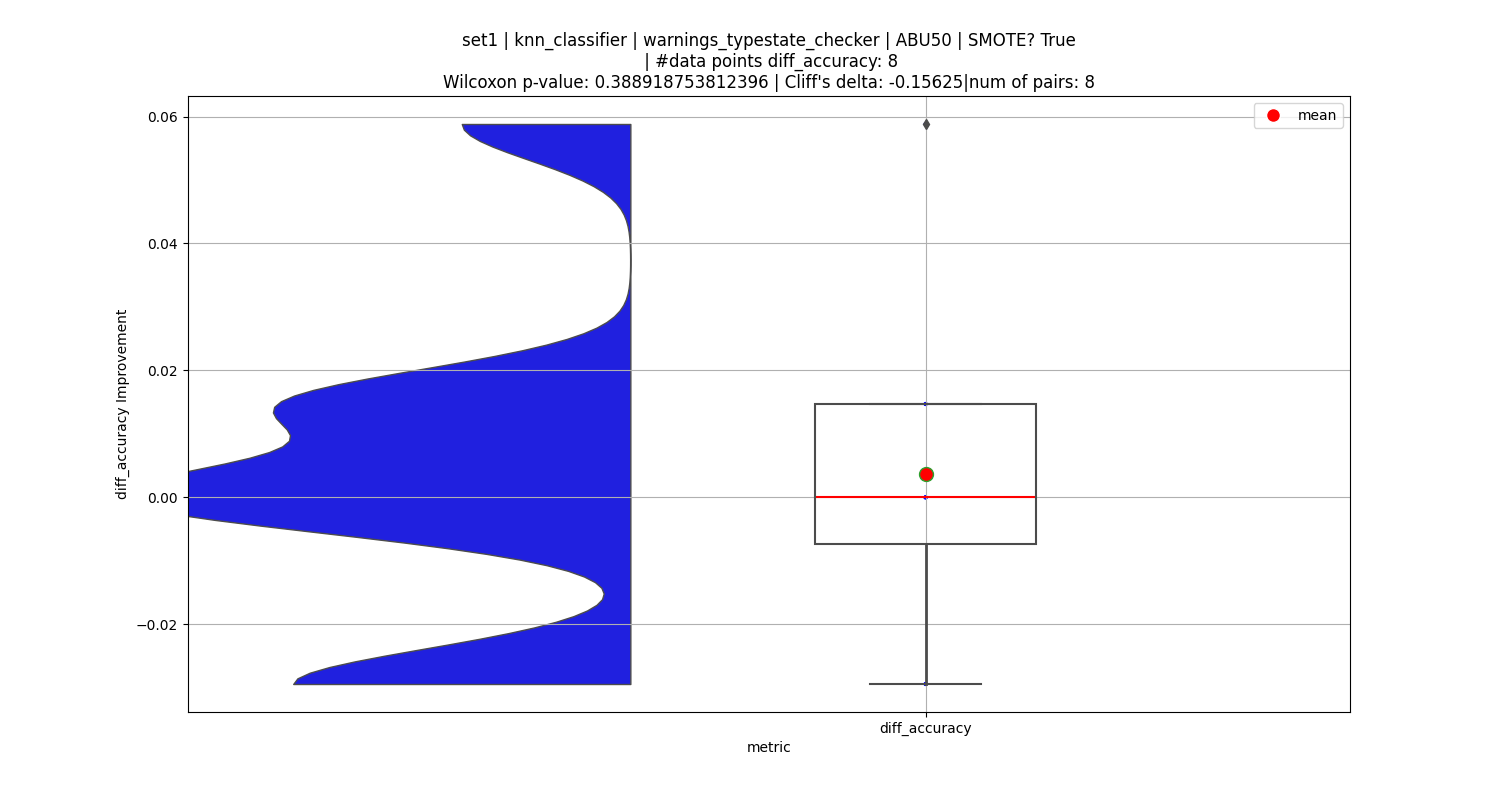 set1 | knn_classifier | warnings_typestate_checker | ABU50 | SMOTE? True
| #data points diff_accuracy: 8
Wilcoxon p-value: 0.388918753812396 | Cliff's delta: -0.15625|num of pairs: 8
mean
0.06
0.04
0.02
0.00
−0.02
diff_accuracy Improvement
diff_accuracy
metric